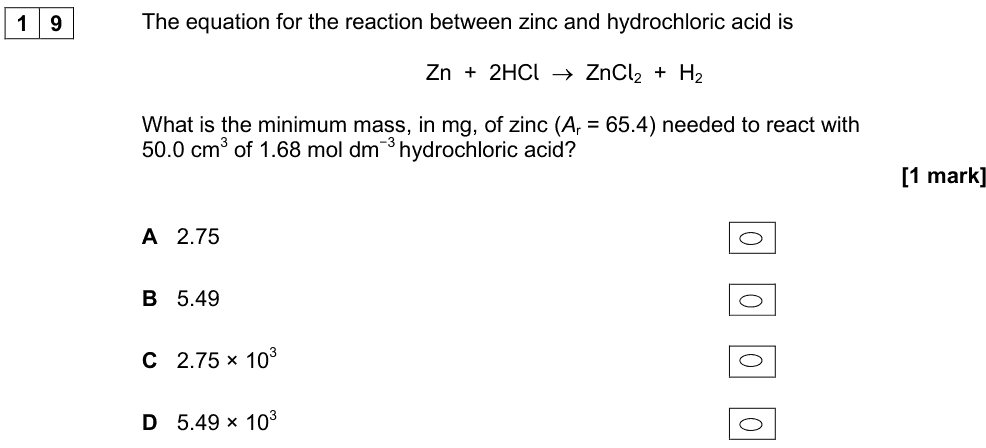 1 9 The equation for the reaction between zinc and hydrochloric acid is
Zn + 2HCl → ZnCl₂ + H₂
What is the minimum mass, in mg, of zinc (Aᵣ = 65.4) needed to react with
50.0 cm³ of 1.68 mol dm⁻³ hydrochloric acid?
[1 mark]
A 2.75
B 5.49
C 2.75 × 10³
D 5.49 × 10³